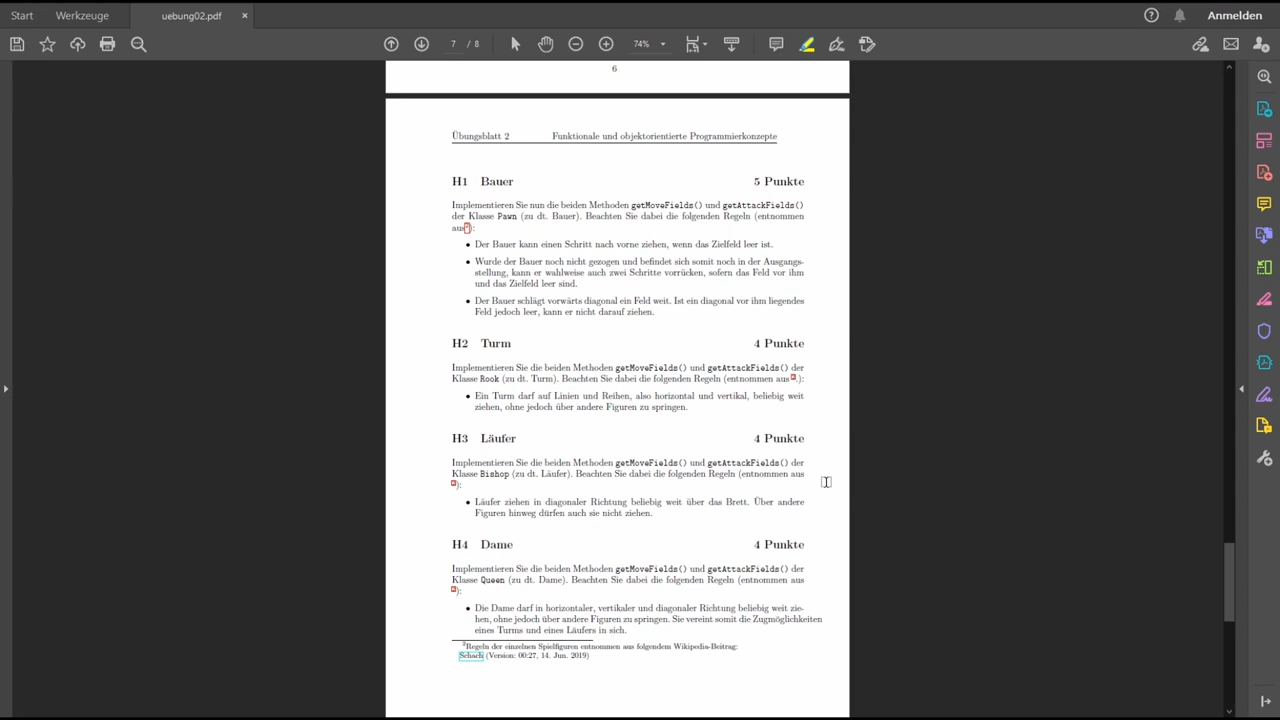 Start Werkzeuge uebung02.pdf × Anmelden
7 / 8 74%
6
Übungsblatt 2 Funktionale und objektorientierte Programmierkonzepte
H1 Bauer 5 Punkte
Implementieren Sie nun die beiden Methoden getMoveFields() und getAttackFields()
der Klasse Pawn (zu dt. Bauer). Beachten Sie dabei die folgenden Regeln (entnommen
aus):
• Der Bauer kann einen Schritt nach vorne ziehen, wenn das Zielfeld leer ist.
• Wurde der Bauer noch nicht gezogen und befindet sich somit noch in der Ausgangs-
stellung, kann er wahlweise auch zwei Schritte vorrücken, sofern das Feld vor ihm
und das Zielfeld leer sind.
• Der Bauer schlägt vorwärts diagonal ein Feld weit. Ist ein diagonal vor ihm liegendes
Feld jedoch leer, kann er nicht darauf ziehen.
H2 Turm 4 Punkte
Implementieren Sie die beiden Methoden getMoveFields() und getAttackFields() der
Klasse Rook (zu dt. Turm). Beachten Sie dabei die folgenden Regeln (entnommen aus .):
• Ein Turm darf auf Linien und Reihen, also horizontal und vertikal, beliebig weit
ziehen, ohne jedoch über andere Figuren zu springen.
H3 Läufer 4 Punkte
Implementieren Sie die beiden Methoden getMoveFields() und getAttackFields() der
Klasse Bishop (zu dt. Läufer). Beachten Sie dabei die folgenden Regeln (entnommen aus
):
• Läufer ziehen in diagonaler Richtung beliebig weit über das Brett. Über andere
Figuren hinweg dürfen auch sie nicht ziehen.
H4 Dame 4 Punkte
Implementieren Sie die beiden Methoden getMoveFields() und getAttackFields() der
Klasse Queen (zu dt. Dame). Beachten Sie dabei die folgenden Regeln (entnommen aus
):
• Die Dame darf in horizontaler, vertikaler und diagonaler Richtung beliebig weit zie-
hen, ohne jedoch über andere Figuren zu springen. Sie vereint somit die Zugmöglichkeiten
eines Turms und eines Läufers in sich.
Regeln der einzelnen Spielfiguren entnommen aus folgendem Wikipedia-Beitrag:
Schach (Version: 00:27, 14. Jun. 2019)